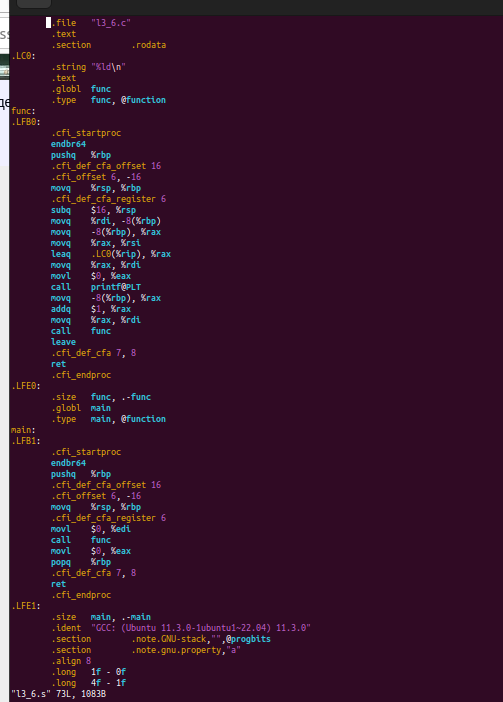 .file "l3_6.c"
.text
.section .rodata
.LC0:
.string "%ld\n"
.text
.globl func
.type func, @function
func:
.LFB0:
.cfi_startproc
endbr64
pushq %rbp
.cfi_def_cfa_offset 16
.cfi_offset 6, -16
movq %rsp, %rbp
.cfi_def_cfa_register 6
subq $16, %rsp
movq %rdi, -8(%rbp)
movq -8(%rbp), %rax
movq %rax, %rsi
leaq .LC0(%rip), %rax
movq %rax, %rdi
movl $0, %eax
call printf@PLT
movq -8(%rbp), %rax
addq $1, %rax
movq %rax, %rdi
call func
leave
.cfi_def_cfa 7, 8
ret
.cfi_endproc
.LFE0:
.size func, .-func
.globl main
.type main, @function
main:
.LFB1:
.cfi_startproc
endbr64
pushq %rbp
.cfi_def_cfa_offset 16
.cfi_offset 6, -16
movq %rsp, %rbp
.cfi_def_cfa_register 6
movl $0, %edi
call func
movl $0, %eax
popq %rbp
.cfi_def_cfa 7, 8
ret
.cfi_endproc
.LFE1:
.size main, .-main
.ident "GCC: (Ubuntu 11.3.0-1ubuntu1~22.04) 11.3.0"
.section .note.GNU-stack,"",@progbits
.section .note.gnu.property,"a"
.align 8
.long 1f - 0f
.long 4f - 1f
"l3_6.s" 73L, 1083B